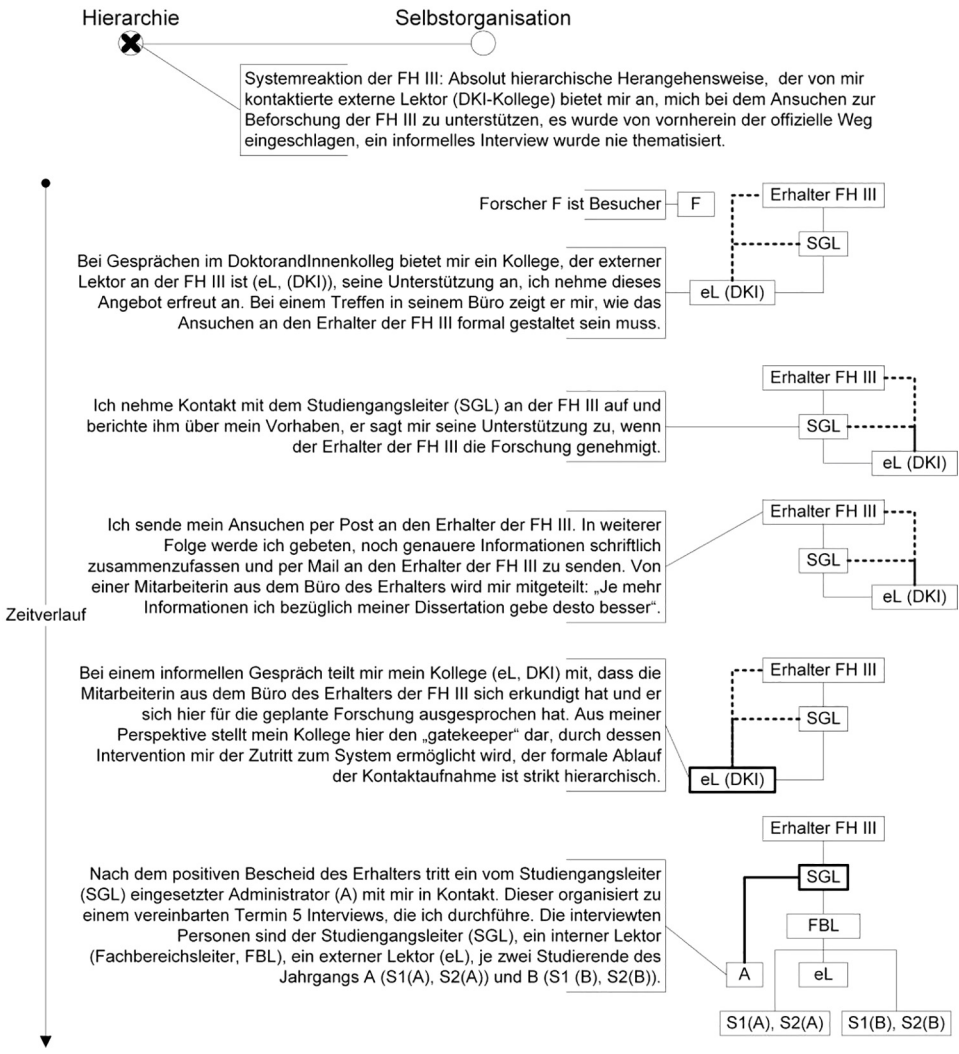 Hierarchie
Selbstorganisation
Systemreaktion der FH III: Absolut hierarchische Herangehensweise, der von mir
kontaktierte externe Lektor (DKI-Kollege) bietet mir an, mich bei dem Ansuchen zur
Beforschung der FH III zu unterstützen, es wurde von vornherein der offizielle Weg
eingeschlagen, ein informelles Interview wurde nie thematisiert.
Zeitverlauf
Forscher F ist Besucher
F
Erhalter FH III
SGL
eL (DKI)
Bei Gesprächen im DoktorandInnenkolleg bietet mir ein Kollege, der externer
Lektor an der FH III ist (eL, (DKI)), seine Unterstützung an, ich nehme dieses
Angebot erfreut an. Bei einem Treffen in seinem Büro zeigt er mir, wie das
Ansuchen an den Erhalter der FH III formal gestaltet sein muss.
Erhalter FH III
SGL
eL (DKI)
Ich nehme Kontakt mit dem Studiengangsleiter (SGL) an der FH III auf und
berichte ihm über mein Vorhaben, er sagt mir seine Unterstützung zu, wenn
der Erhalter der FH III die Forschung genehmigt.
Erhalter FH III
SGL
eL (DKI)
Ich sende mein Ansuchen per Post an den Erhalter der FH III. In weiterer
Folge werde ich gebeten, noch genauere Informationen schriftlich
zusammenzufassen und per Mail an den Erhalter der FH III zu senden. Von
einer Mitarbeiterin aus dem Büro des Erhalters wird mir mitgeteilt: „Je mehr
Informationen ich bezüglich meiner Dissertation gebe desto besser“.
Erhalter FH III
SGL
eL (DKI)
Bei einem informellen Gespräch teilt mir mein Kollege (eL, DKI) mit, dass die
Mitarbeiterin aus dem Büro des Erhalters der FH III sich erkundigt hat und er
sich hier für die geplante Forschung ausgesprochen hat. Aus meiner
Perspektive stellt mein Kollege hier den „gatekeeper“ dar, durch dessen
Intervention mir der Zutritt zum System ermöglicht wird, der formale Ablauf
der Kontaktaufnahme ist strikt hierarchisch.
Erhalter FH III
SGL
FBL
A
eL
S1(A), S2(A)
S1(B), S2(B)
Nach dem positiven Bescheid des Erhalters tritt ein vom Studiengangsleiter
(SGL) eingesetzter Administrator (A) mit mir in Kontakt. Dieser organisiert zu
einem vereinbarten Termin 5 Interviews, die ich durchführe. Die interviewten
Personen sind der Studiengangsleiter (SGL), ein interner Lektor
(Fachbereichsleiter, FBL), ein externer Lektor (eL), je zwei Studierende des
Jahrgangs A (S1(A), S2(A)) und B (S1 (B), S2(B)).